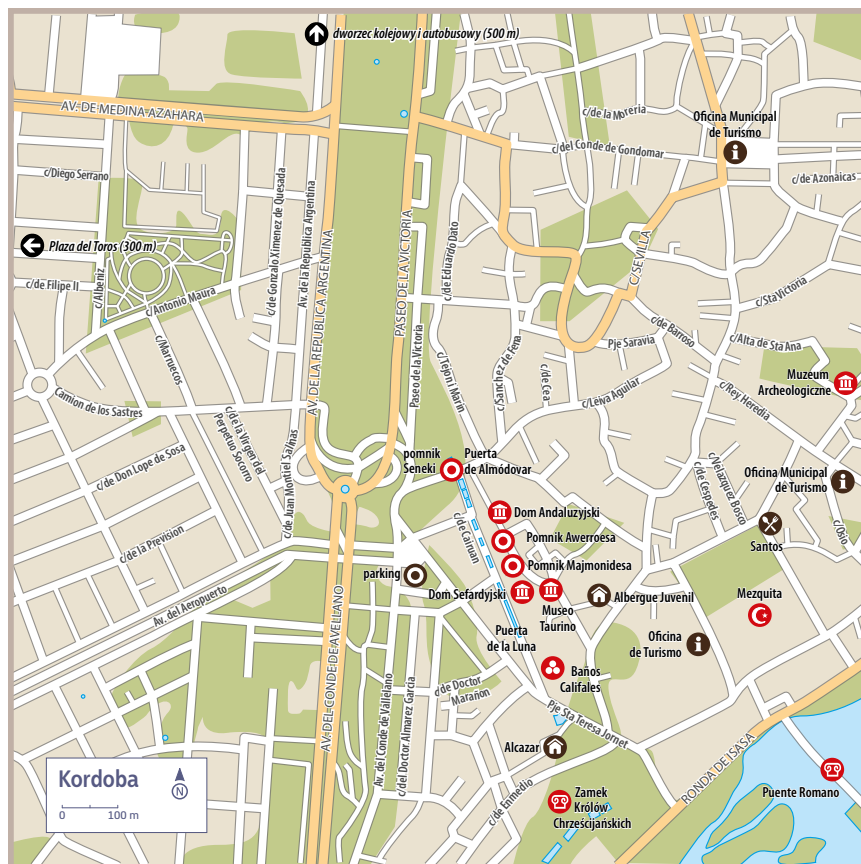 dworzec kolejowy i autobusowy (500 m)
AV. DE MEDINA AZAHARA
c/de la Moreria
Oficina Municipal
de Turismo
c/del Conde de Gondomar
c/Diego Serrano
c/de Azonaicas
Plaza del Toros (300 m)
c/de Gonzalo Ximenez de Quesada
Av. de la Republica Argentina
AV. DE LA REPUBLICA ARGENTINA
PASEO DE LA VICTORIA
Paseo de la Victoria
c/de Eduardo Dato
C/SEVILLA
c/de Filipe II
c/Albeniz
c/Antonio Maura
c/Sta Victoria
c/Marruecos
c/Tejon i Marin
c/Sanchez de Feria
c/de Cea
Pje Saravia
c/de Barroso
c/Alta de Sta Ana
Muzeum
Archeologiczne
c/Leiva Aguilar
c/Rey Heredia
Camion de los Sastres
c/de la Virgen del
Perpetuo Socorro
c/de Juan Montiel Salinas
c/de Don Lope de Sosa
pomnik
Seneki
Puerta
de Almódovar
c/Velazquez Bosco
c/de Cespedes
Oficina Municipal
de Turismo
c/Osio
c/de la Prevision
Dom Andaluzyjski
Pomnik Awerroesa
Pomnik Majmonidesa
c/de Cairuan
Santos
parking
Dom Sefardyjski
Museo
Taurino
Albergue Juvenil
Mezquita
Av. del Aeropuerto
Puerta
de la Luna
Oficina
de Turismo
Baños
Califales
AV. DEL CONDE DE AVELLANO
Av. del Conde de Vallelano
c/del Doctor Almarez Garcia
c/de Doctor
Marañon
Pje Sta Teresa Jornet
Alcazar
RONDA DE ISASA
c/de Enmedio
Puente Romano
Zamek
Królów
Chrześcijańskich
Kordoba
N
0 100 m